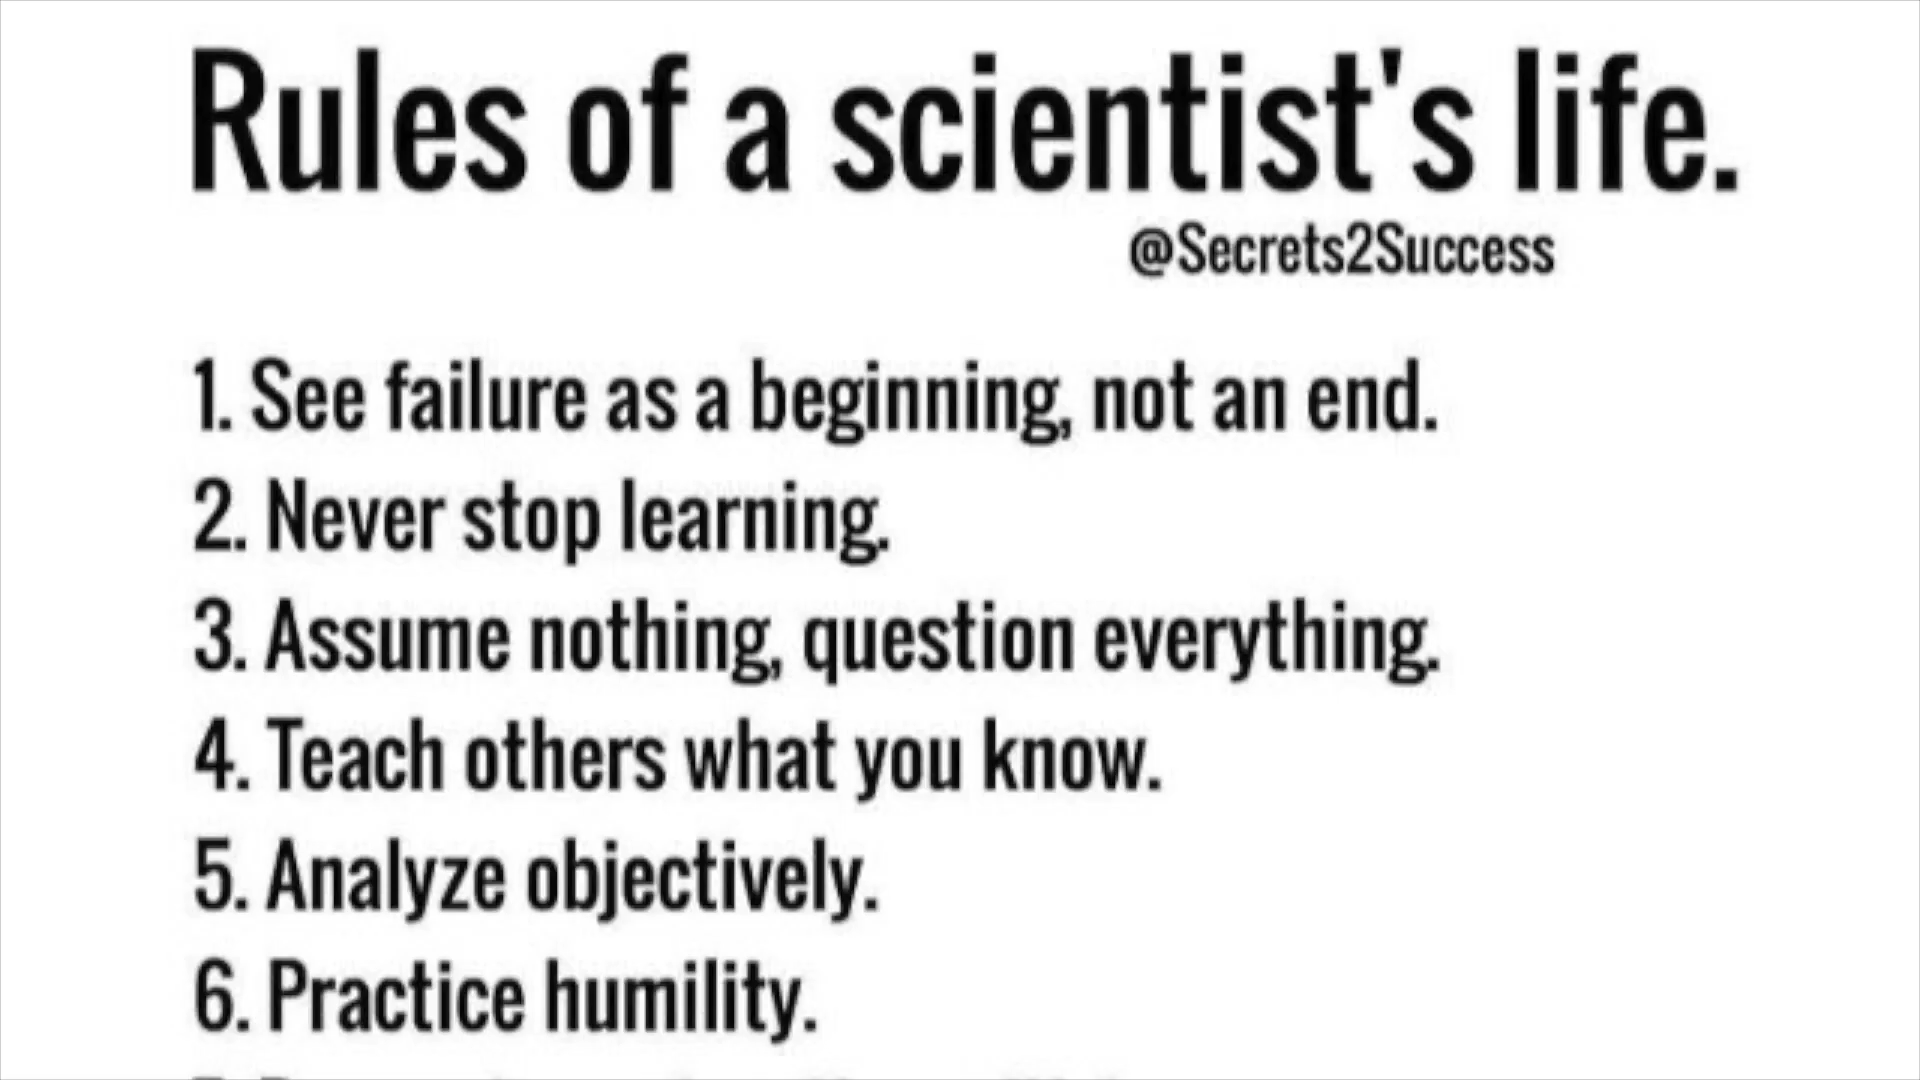 Rules of a scientist's life.
@Secrets2Success
1. See failure as a beginning, not an end.
2. Never stop learning.
3. Assume nothing, question everything.
4. Teach others what you know.
5. Analyze objectively.
6. Practice humility.